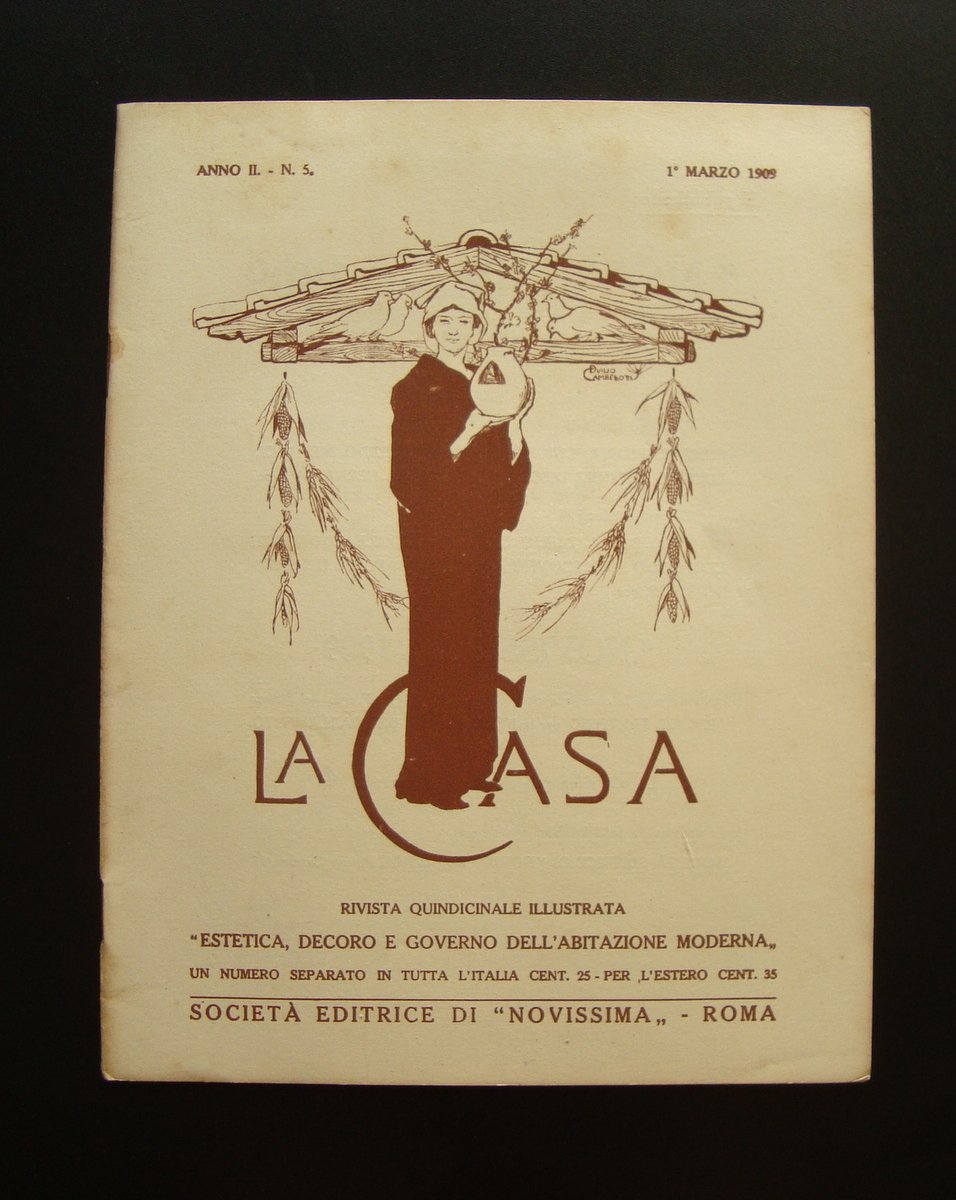 ANNO II. - N. 5.
1° MARZO 1909
DUILIO
CAMBELLOTTI
LA CASA
RIVISTA QUINDICINALE ILLUSTRATA
“ESTETICA, DECORO E GOVERNO DELL'ABITAZIONE MODERNA„
UN NUMERO SEPARATO IN TUTTA L'ITALIA CENT. 25 - PER L'ESTERO CENT. 35
SOCIETÀ EDITRICE DI “NOVISSIMA„ - ROMA